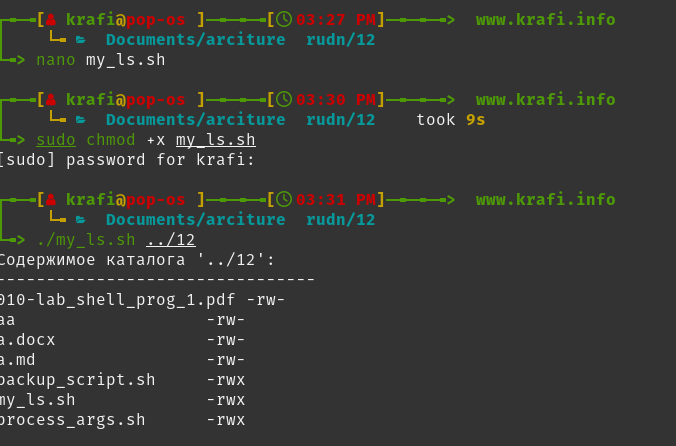 [ krafi@pop-os ] [ 03:27 PM] > www.krafi.info
Documents/arciture rudn/12
> nano my_ls.sh
[ krafi@pop-os ] [ 03:30 PM] > www.krafi.info
Documents/arciture rudn/12 took 9s
> sudo chmod +x my_ls.sh
[sudo] password for krafi:
[ krafi@pop-os ] [ 03:31 PM] > www.krafi.info
Documents/arciture rudn/12
> ./my_ls.sh ../12
Содержимое каталога '../12':
--------------------------------
010-lab_shell_prog_1.pdf -rw-
aa -rw-
a.docx -rw-
a.md -rw-
backup_script.sh -rwx
my_ls.sh -rwx
process_args.sh -rwx